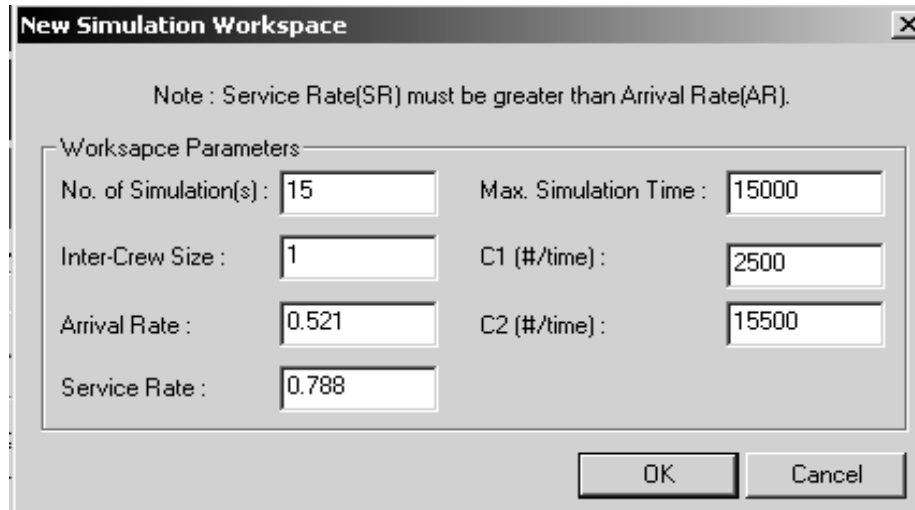 New Simulation Workspace
Note : Service Rate(SR) must be greater than Arrival Rate(AR).
Worksapce Parameters
No. of Simulation(s) : 15 Max. Simulation Time : 15000
Inter-Crew Size : 1 C1 (#/time) : 2500
Arrival Rate : 0.521 C2 (#/time) : 15500
Service Rate : 0.788
OK Cancel